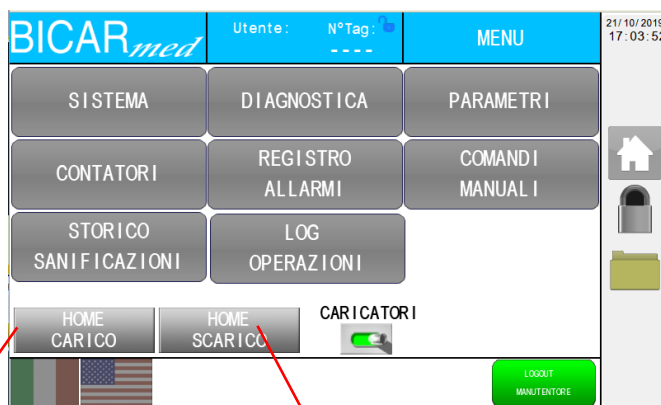 BICARmed
Utente: N°Tag:
----
MENU
21/10/2019
17:03:52
SISTEMA
DIAGNOSTICA
PARAMETRI
CONTATORI
REGISTRO
ALLARMI
COMANDI
MANUALI
STORICO
SANIFICAZIONI
LOG
OPERAZIONI
HOME
CARICO
HOME
SCARICO
CARICATORI
LOGOUT
MANUTENTORE